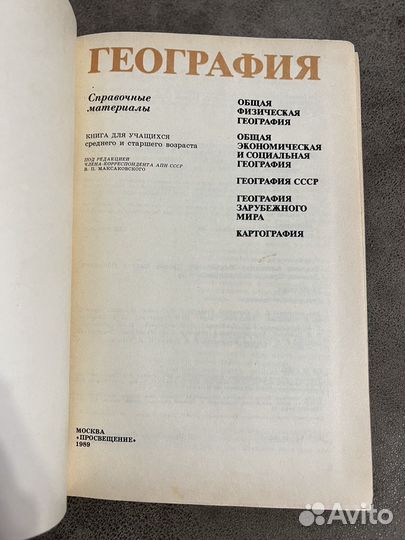 ГЕОГРАФИЯ
Справочные
материалы
КНИГА ДЛЯ УЧАЩИХСЯ
среднего и старшего возраста
ПОД РЕДАКЦИЕЙ
ЧЛЕНА-КОРРЕСПОНДЕНТА АПН СССР
В. П. МАКСАКОВСКОГО
ОБЩАЯ
ФИЗИЧЕСКАЯ
ГЕОГРАФИЯ
ОБЩАЯ
ЭКОНОМИЧЕСКАЯ
И СОЦИАЛЬНАЯ
ГЕОГРАФИЯ
ГЕОГРАФИЯ СССР
ГЕОГРАФИЯ
ЗАРУБЕЖНОГО
МИРА
КАРТОГРАФИЯ
МОСКВА
«ПРОСВЕЩЕНИЕ»
1989
Avito